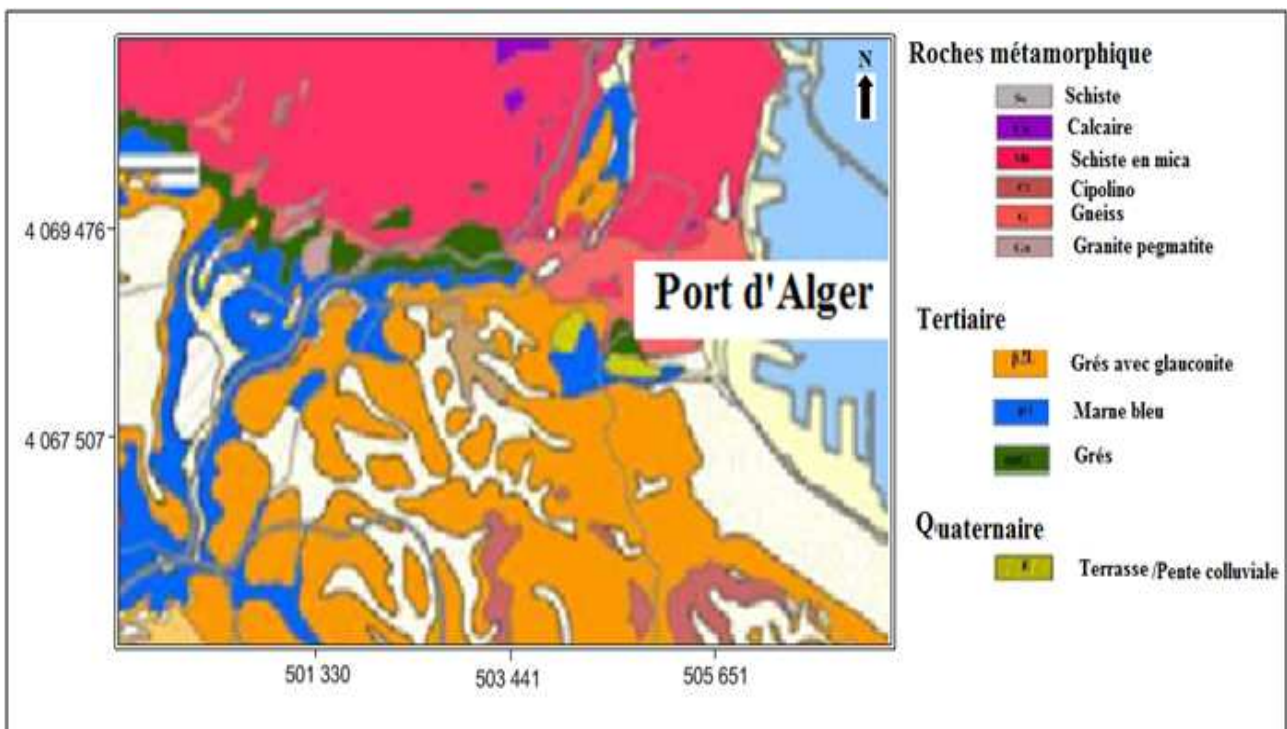 N
Port d'Alger
4 069 476
4 067 507
501 330
503 441
505 651
Roches métamorphique
Schiste
Calcaire
Schiste en mica
Cipolino
G
Gneiss
Granite pegmatite
Tertiaire
Grés avec glauconite
Marne bleu
Grés
Quaternaire
Terrasse/Pente colluviale